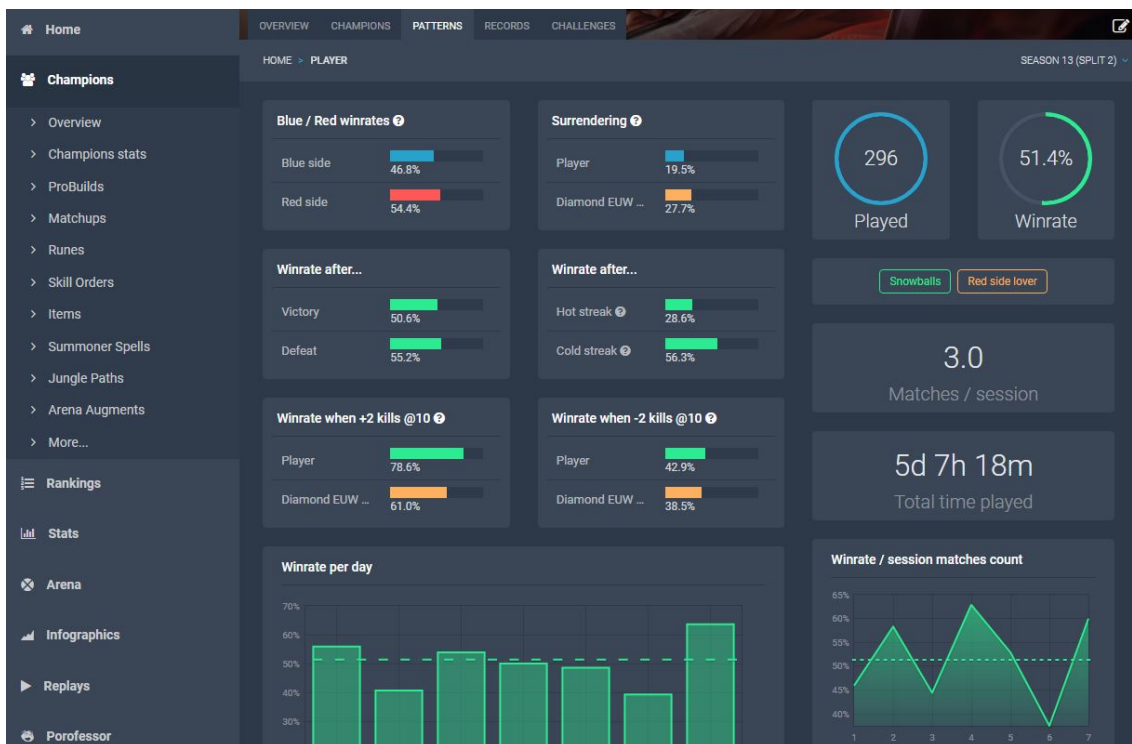 Home
Champions
Overview
Champions stats
ProBuilds
Matchups
Runes
Skill Orders
Items
Summoner Spells
Jungle Paths
Arena Augments
More...
Rankings
Stats
Arena
Infographics
Replays
Porofessor
OVERVIEW CHAMPIONS PATTERNS RECORDS CHALLENGES
HOME > PLAYER
SEASON 13 (SPLIT 2)
Blue / Red winrates
Blue side
46.8%
Red side
54.4%
Surrendering
Player
19.5%
Diamond EUW ...
27.7%
Winrate after...
Victory
50.6%
Defeat
55.2%
Winrate after...
Hot streak
28.6%
Cold streak
56.3%
Winrate when +2 kills @10
Player
78.6%
Diamond EUW ...
61.0%
Winrate when -2 kills @10
Player
42.9%
Diamond EUW ...
38.5%
Winrate per day
70%
60%
50%
40%
30%
296
Played
51.4%
Winrate
Snowballs
Red side lover
3.0
Matches / session
5d 7h 18m
Total time played
Winrate / session matches count
65%
60%
55%
50%
45%
40%
1 2 3 4 5 6 7